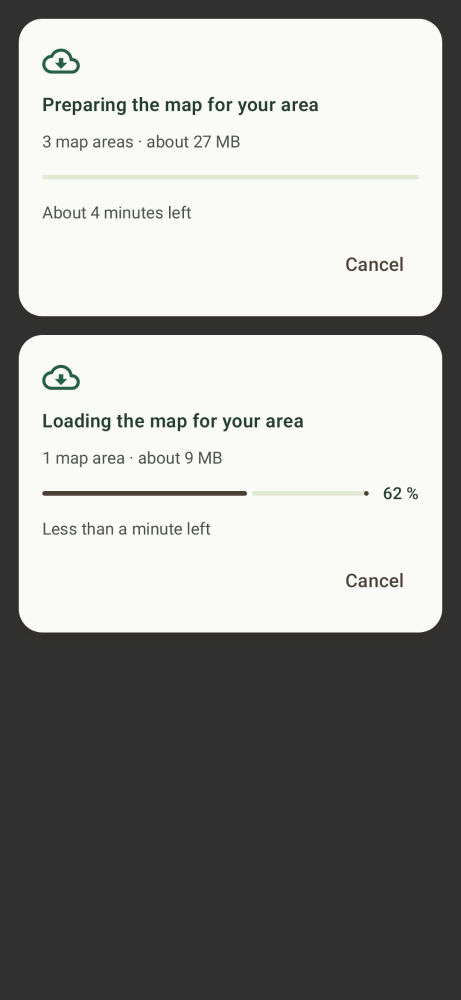 Preparing the map for your area
3 map areas · about 27 MB
About 4 minutes left
Cancel
Loading the map for your area
1 map area · about 9 MB
62 %
Less than a minute left
Cancel